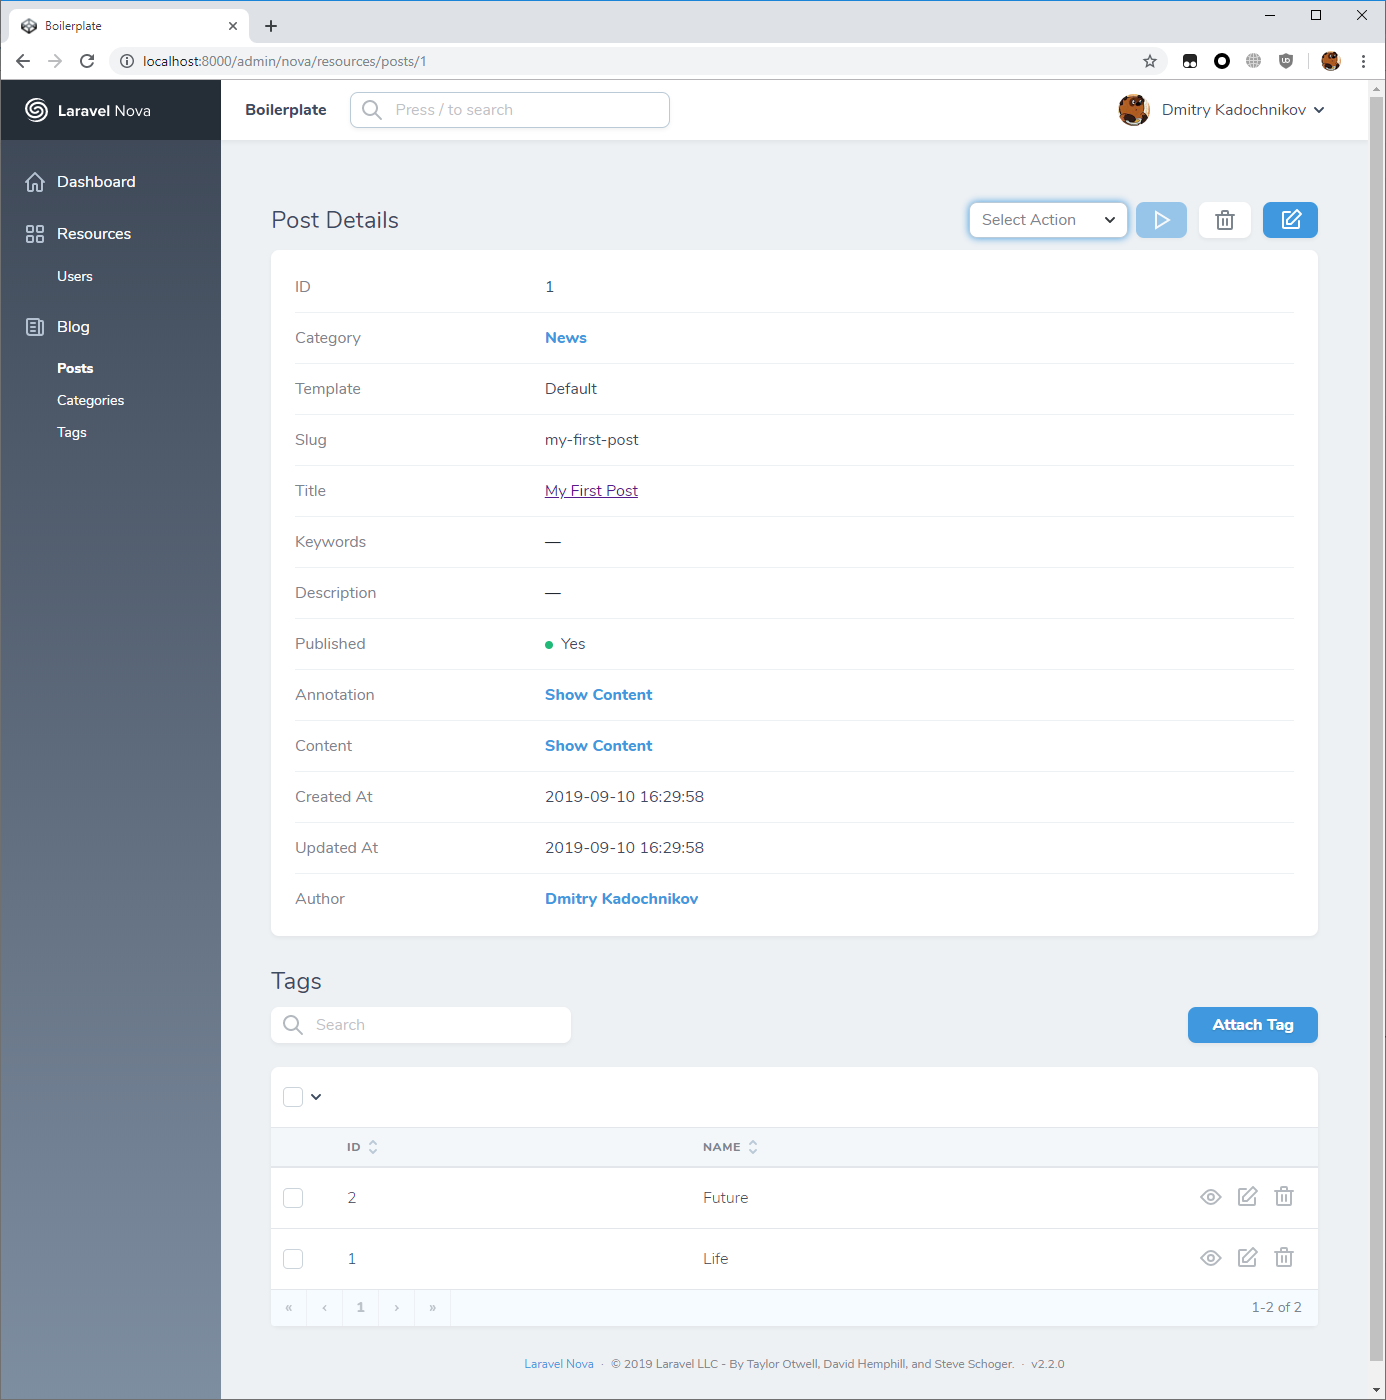 Boilerplate
localhost:8000/admin/nova/resources/posts/1
Laravel Nova
Boilerplate
Press / to search
Dmitry Kadochnikov
Dashboard
Resources
Users
Blog
Posts
Categories
Tags
Post Details
Select Action
ID 1
Category News
Template Default
Slug my-first-post
Title My First Post
Keywords —
Description —
Published Yes
Annotation Show Content
Content Show Content
Created At 2019-09-10 16:29:58
Updated At 2019-09-10 16:29:58
Author Dmitry Kadochnikov
Tags
Search
Attach Tag
ID NAME
2 Future
1 Life
« ‹ 1 › » 1-2 of 2
Laravel Nova · © 2019 Laravel LLC - By Taylor Otwell, David Hemphill, and Steve Schoger. · v2.2.0